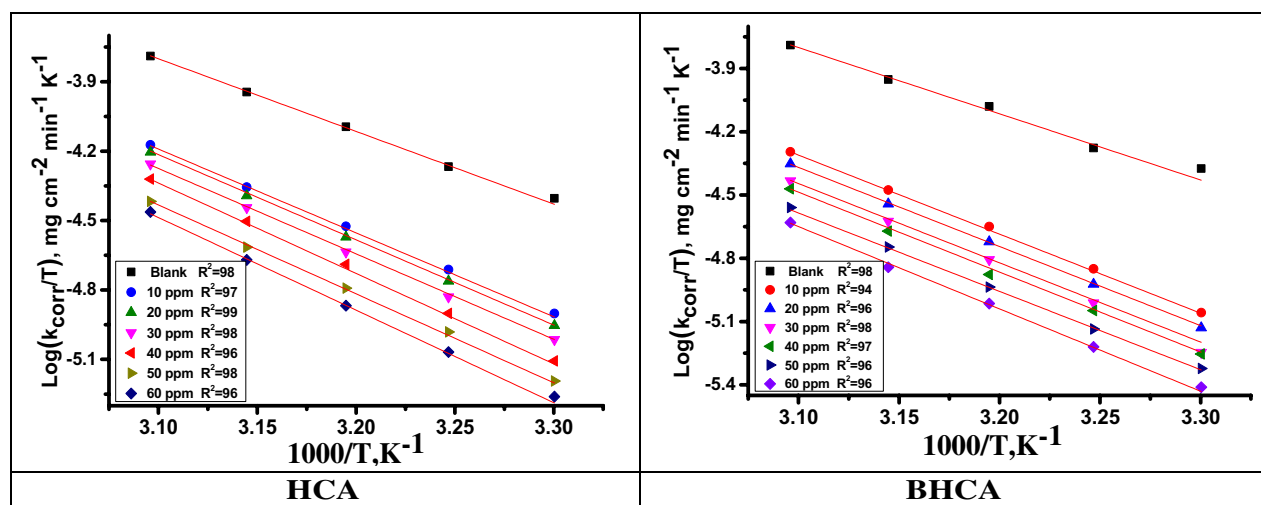 Log(k_corr/T), mg cm⁻² min⁻¹ K⁻¹
-3.9
-4.2
-4.5
-4.8
-5.1
Blank R²=98
10 ppm R²=97
20 ppm R²=99
30 ppm R²=98
40 ppm R²=96
50 ppm R²=98
60 ppm R²=96
3.10 3.15 3.20 3.25 3.30
1000/T,K⁻¹
HCA
Log(k_corr/T), mg cm⁻² min⁻¹ K⁻¹
-3.9
-4.2
-4.5
-4.8
-5.1
-5.4
Blank R²=98
10 ppm R²=94
20 ppm R²=96
30 ppm R²=98
40 ppm R²=97
50 ppm R²=96
60 ppm R²=96
3.10 3.15 3.20 3.25 3.30
1000/T,K⁻¹
BHCA